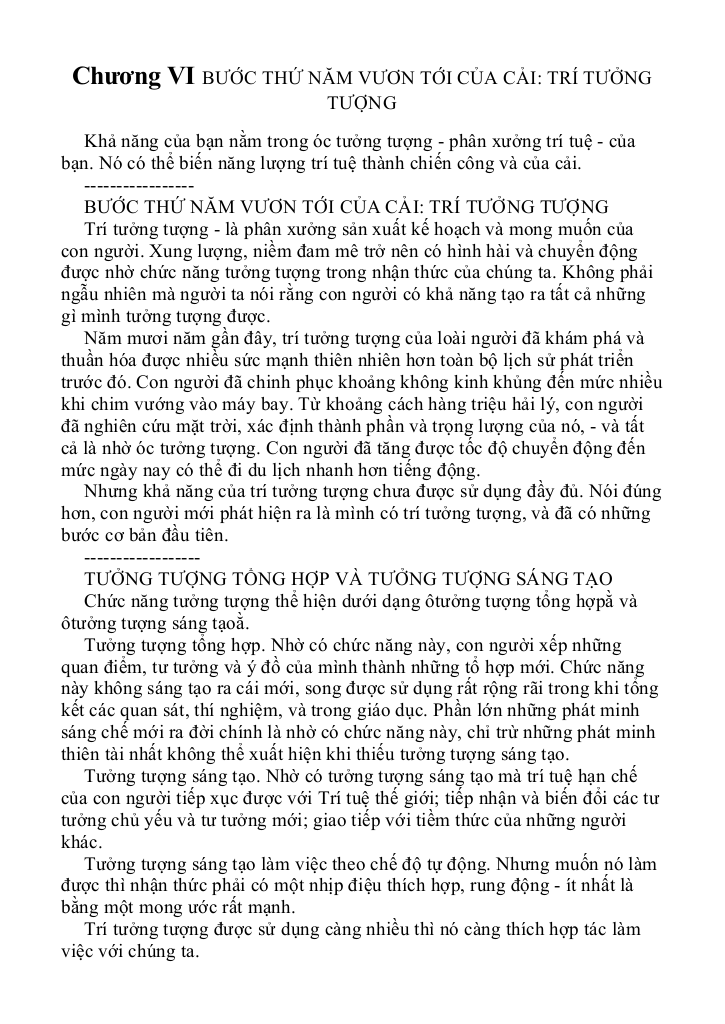 Chương VI BƯỚC THỨ NĂM VƯƠN TỚI CỦA CẢI: TRÍ TƯỞNG
TƯỢNG
Khả năng của bạn nằm trong óc tưởng tượng - phân xưởng trí tuệ - của
bạn. Nó có thể biến năng lượng trí tuệ thành chiến công và của cải.
-----------------
BƯỚC THỨ NĂM VƯƠN TỚI CỦA CẢI: TRÍ TƯỞNG TƯỢNG
Trí tưởng tượng - là phân xưởng sản xuất kế hoạch và mong muốn của
con người. Xung lượng, niềm đam mê trở nên có hình hài và chuyển động
được nhờ chức năng tưởng tượng trong nhận thức của chúng ta. Không phải
ngẫu nhiên mà người ta nói rằng con người có khả năng tạo ra tất cả những
gì mình tưởng tượng được.
Năm mươi năm gần đây, trí tưởng tượng của loài người đã khám phá và
thuần hóa được nhiều sức mạnh thiên nhiên hơn toàn bộ lịch sử phát triển
trước đó. Con người đã chinh phục khoảng không kinh khủng đến mức nhiều
khi chim vướng vào máy bay. Từ khoảng cách hàng triệu hải lý, con người
đã nghiên cứu mặt trời, xác định thành phần và trọng lượng của nó, - và tất
cả là nhờ óc tưởng tượng. Con người đã tăng được tốc độ chuyển động đến
mức ngày nay có thể đi du lịch nhanh hơn tiếng động.
Nhưng khả năng của trí tưởng tượng chưa được sử dụng đầy đủ. Nói đúng
hơn, con người mới phát hiện ra là mình có trí tưởng tượng, và đã có những
bước cơ bản đầu tiên.
------------------
TƯỞNG TƯỢNG TỔNG HỢP VÀ TƯỞNG TƯỢNG SÁNG TẠO
Chức năng tưởng tượng thể hiện dưới dạng ôtưởng tượng tổng hợpằ và
ôtưởng tượng sáng tạoằ.
Tưởng tượng tổng hợp. Nhờ có chức năng này, con người xếp những
quan điểm, tư tưởng và ý đồ của mình thành những tổ hợp mới. Chức năng
này không sáng tạo ra cái mới, song được sử dụng rất rộng rãi trong khi tổng
kết các quan sát, thí nghiệm, và trong giáo dục. Phần lớn những phát minh
sáng chế mới ra đời chính là nhờ có chức năng này, chỉ trừ những phát minh
thiên tài nhất không thể xuất hiện khi thiếu tưởng tượng sáng tạo.
Tưởng tượng sáng tạo. Nhờ có tưởng tượng sáng tạo mà trí tuệ hạn chế
của con người tiếp xục được với Trí tuệ thế giới; tiếp nhận và biến đổi các tư
tưởng chủ yếu và tư tưởng mới; giao tiếp với tiềm thức của những người
khác.
Tưởng tượng sáng tạo làm việc theo chế độ tự động. Nhưng muốn nó làm
được thì nhận thức phải có một nhịp điệu thích hợp, rung động - ít nhất là
bằng một mong ước rất mạnh.
Trí tưởng tượng được sử dụng càng nhiều thì nó càng thích hợp tác làm
việc với chúng ta.